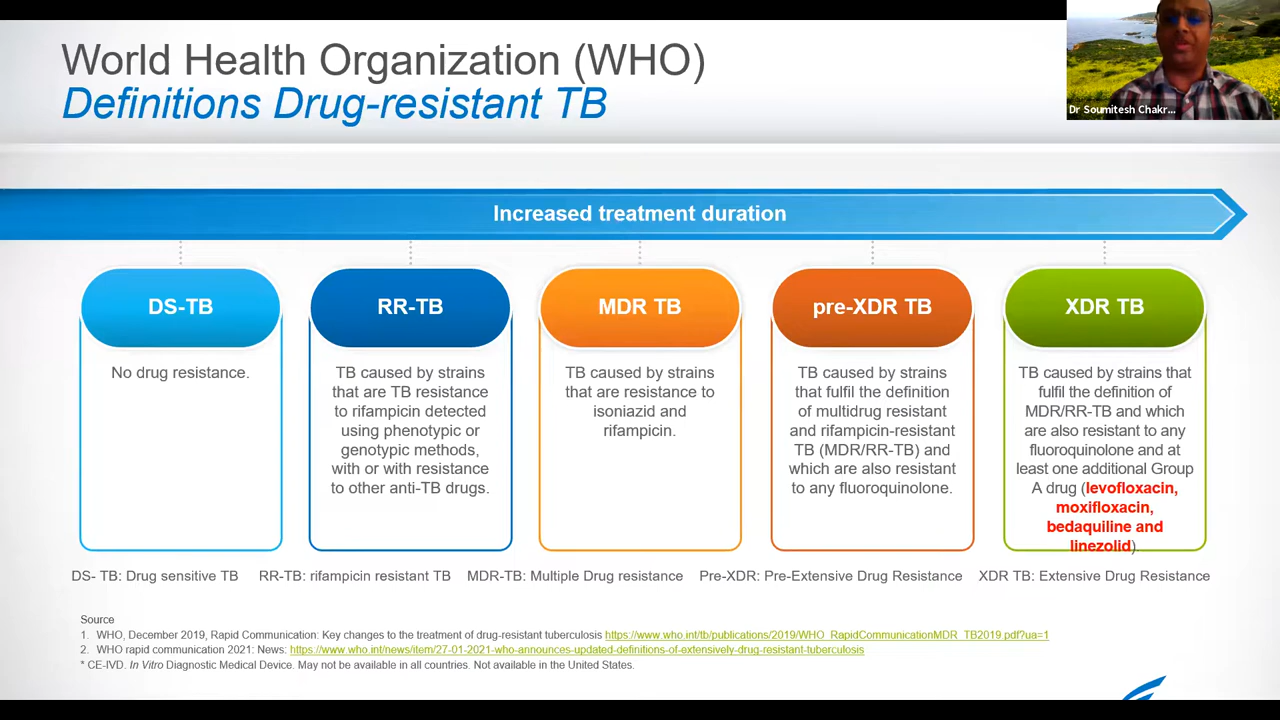 World Health Organization (WHO)
Definitions Drug-resistant TB
Dr Soumitesh Chakr...
Increased treatment duration
DS-TB
No drug resistance.
RR-TB
TB caused by strains
that are TB resistance
to rifampicin detected
using phenotypic or
genotypic methods,
with or with resistance
to other anti-TB drugs.
MDR TB
TB caused by strains
that are resistance to
isoniazid and
rifampicin.
pre-XDR TB
TB caused by strains
that fulfil the definition
of multidrug resistant
and rifampicin-resistant
TB (MDR/RR-TB) and
which are also resistant
to any fluoroquinolone.
XDR TB
TB caused by strains that
fulfil the definition of
MDR/RR-TB and which
are also resistant to any
fluoroquinolone and at
least one additional Group
A drug (levofloxacin,
moxifloxacin,
bedaquiline and
linezolid).
DS- TB: Drug sensitive TB RR-TB: rifampicin resistant TB MDR-TB: Multiple Drug resistance Pre-XDR: Pre-Extensive Drug Resistance XDR TB: Extensive Drug Resistance
Source
1. WHO, December 2019, Rapid Communication: Key changes to the treatment of drug-resistant tuberculosis https://www.who.int/tb/publications/2019/WHO_RapidCommunicationMDR_TB2019.pdf?ua=1
2. WHO rapid communication 2021: News: https://www.who.int/news/item/27-01-2021-who-announces-updated-definitions-of-extensively-drug-resistant-tuberculosis
* CE-IVD. In Vitro Diagnostic Medical Device. May not be available in all countries. Not available in the United States.